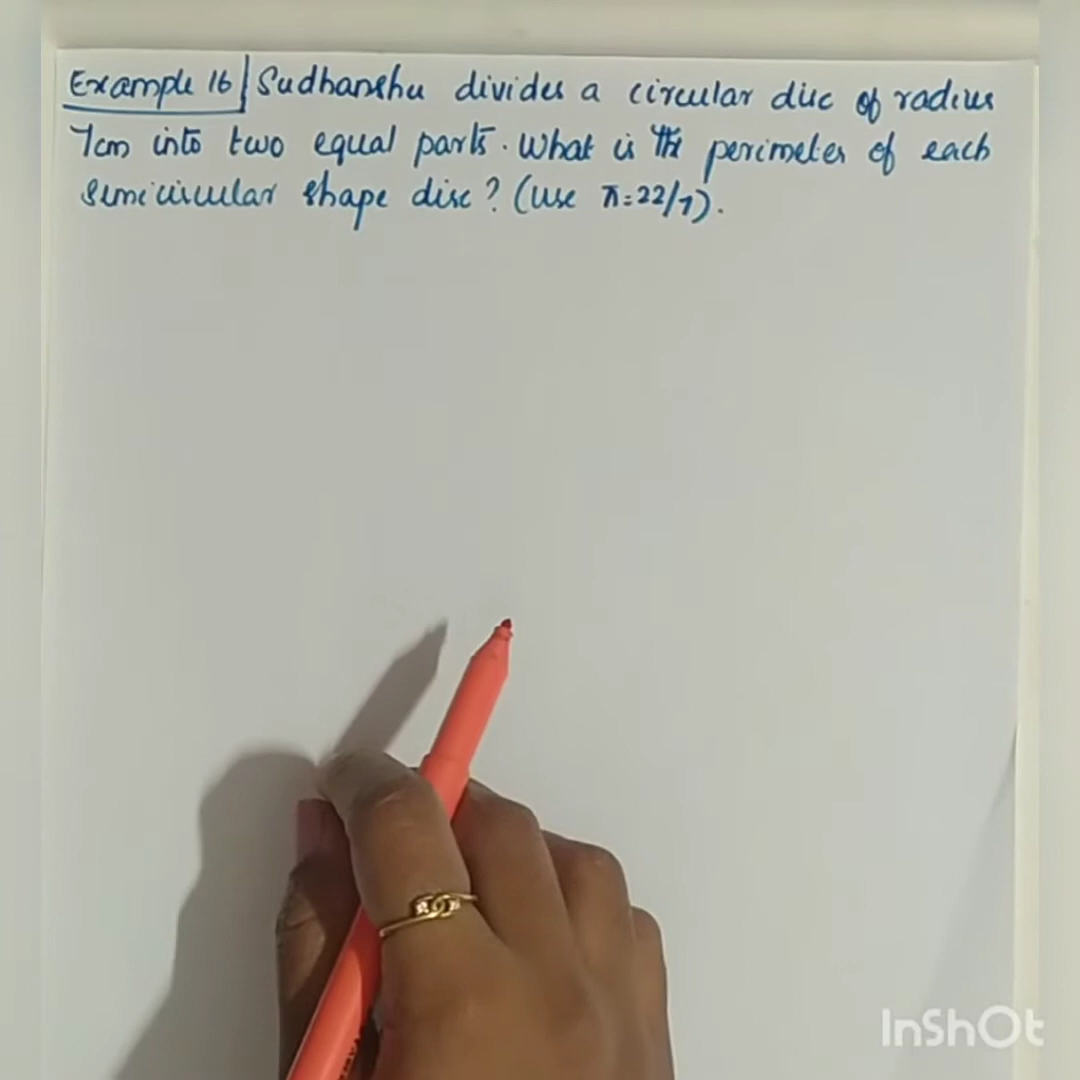 Example 16 Sudhanshu divides a circular disc of radius
7cm into two equal parts. What is the perimeter of each
semicircular shape disc? (Use π=22/7).
InShOt